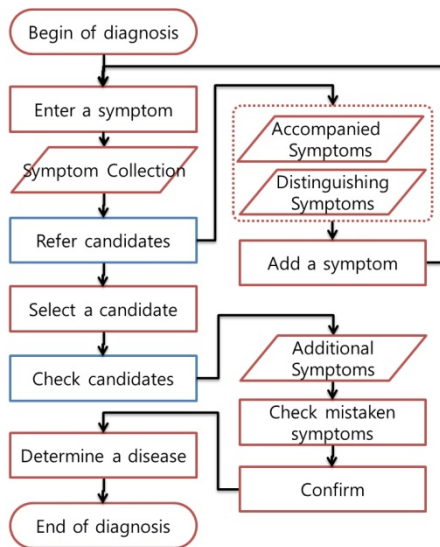 Begin of diagnosis
Enter a symptom
Symptom Collection
Refer candidates
Select a candidate
Check candidates
Determine a disease
End of diagnosis
Accompanied
Symptoms
Distinguishing
Symptoms
Add a symptom
Additional
Symptoms
Check mistaken
symptoms
Confirm